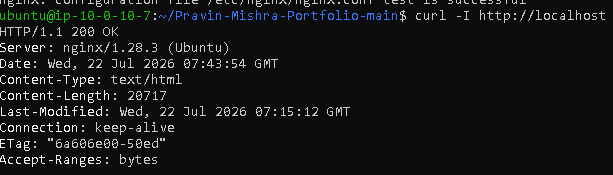 nginx: configuration file /etc/nginx/nginx.conf test is successful
ubuntu@ip-10-0-10-7:~/Pravin-Mishra-Portfolio-main$ curl -I http://localhost
HTTP/1.1 200 OK
Server: nginx/1.28.3 (Ubuntu)
Date: Wed, 22 Jul 2026 07:43:54 GMT
Content-Type: text/html
Content-Length: 20717
Last-Modified: Wed, 22 Jul 2026 07:15:12 GMT
Connection: keep-alive
ETag: "6a606e00-50ed"
Accept-Ranges: bytes